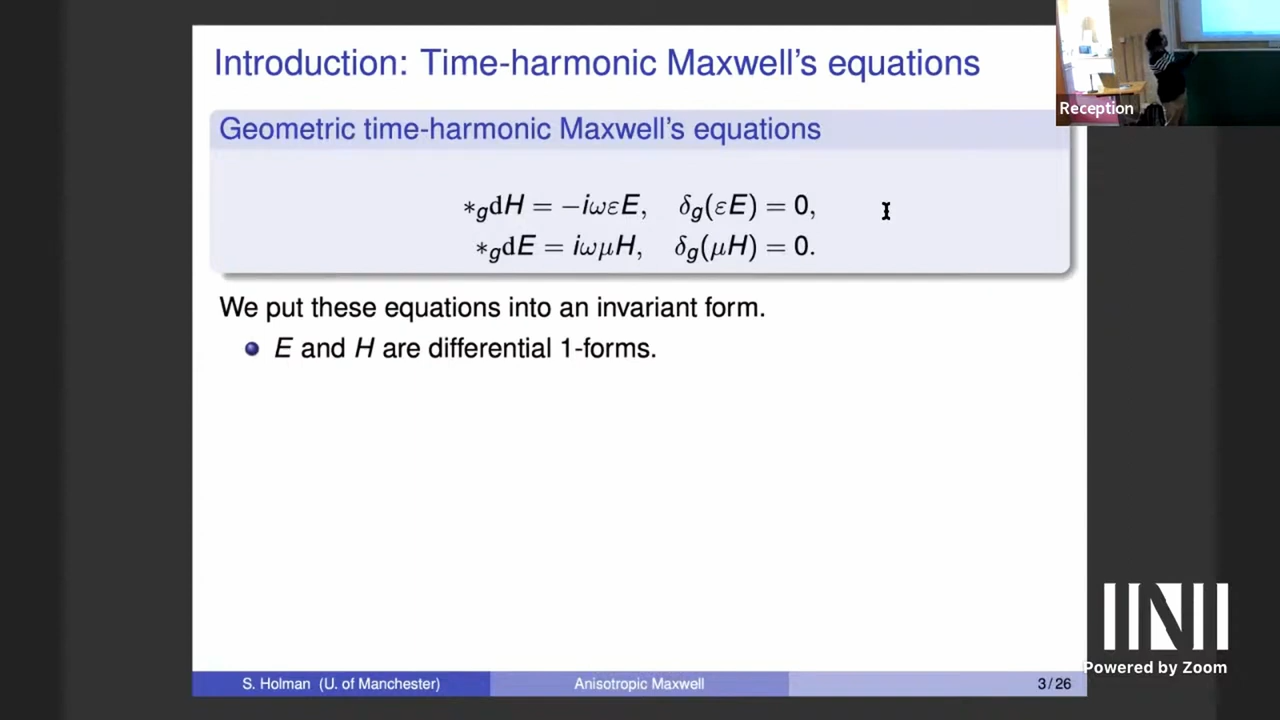 Introduction: Time-harmonic Maxwell's equations
Reception
Geometric time-harmonic Maxwell's equations
*_g dH = −iωεE, δ_g(εE) = 0,
*_g dE = iωμH, δ_g(μH) = 0.
We put these equations into an invariant form.
E and H are differential 1-forms.
INI
Powered by Zoom
S. Holman (U. of Manchester)
Anisotropic Maxwell
3 / 26